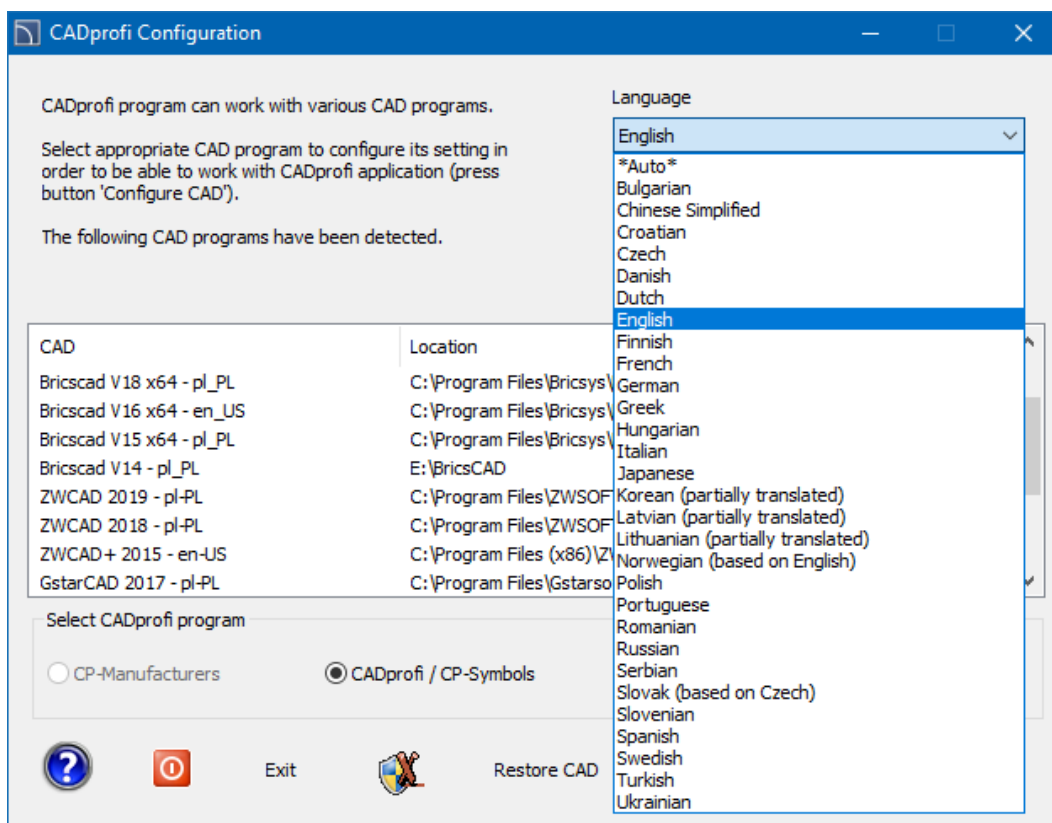 CADprofi Configuration
CADprofi program can work with various CAD programs.
Select appropriate CAD program to configure its setting in
order to be able to work with CADprofi application (press
button 'Configure CAD').
The following CAD programs have been detected.
Language
English
*Auto*
Bulgarian
Chinese Simplified
Croatian
Czech
Danish
Dutch
English
Finnish
French
German
Greek
Hungarian
Italian
Japanese
Korean (partially translated)
Latvian (partially translated)
Lithuanian (partially translated)
Norwegian (based on English)
Polish
Portuguese
Romanian
Russian
Serbian
Slovak (based on Czech)
Slovenian
Spanish
Swedish
Turkish
Ukrainian
CAD Location
Bricscad V18 x64 - pl_PL C:\Program Files\Bricsys\
Bricscad V16 x64 - en_US C:\Program Files\Bricsys\
Bricscad V15 x64 - pl_PL C:\Program Files\Bricsys\
Bricscad V14 - pl_PL E:\BricsCAD
ZWCAD 2019 - pl-PL C:\Program Files\ZWSOF
ZWCAD 2018 - pl-PL C:\Program Files\ZWSOF
ZWCAD+ 2015 - en-US C:\Program Files (x86)\Z
GstarCAD 2017 - pl-PL C:\Program Files\Gstarso
Select CADprofi program
CP-Manufacturers
CADprofi / CP-Symbols
Exit
Restore CAD